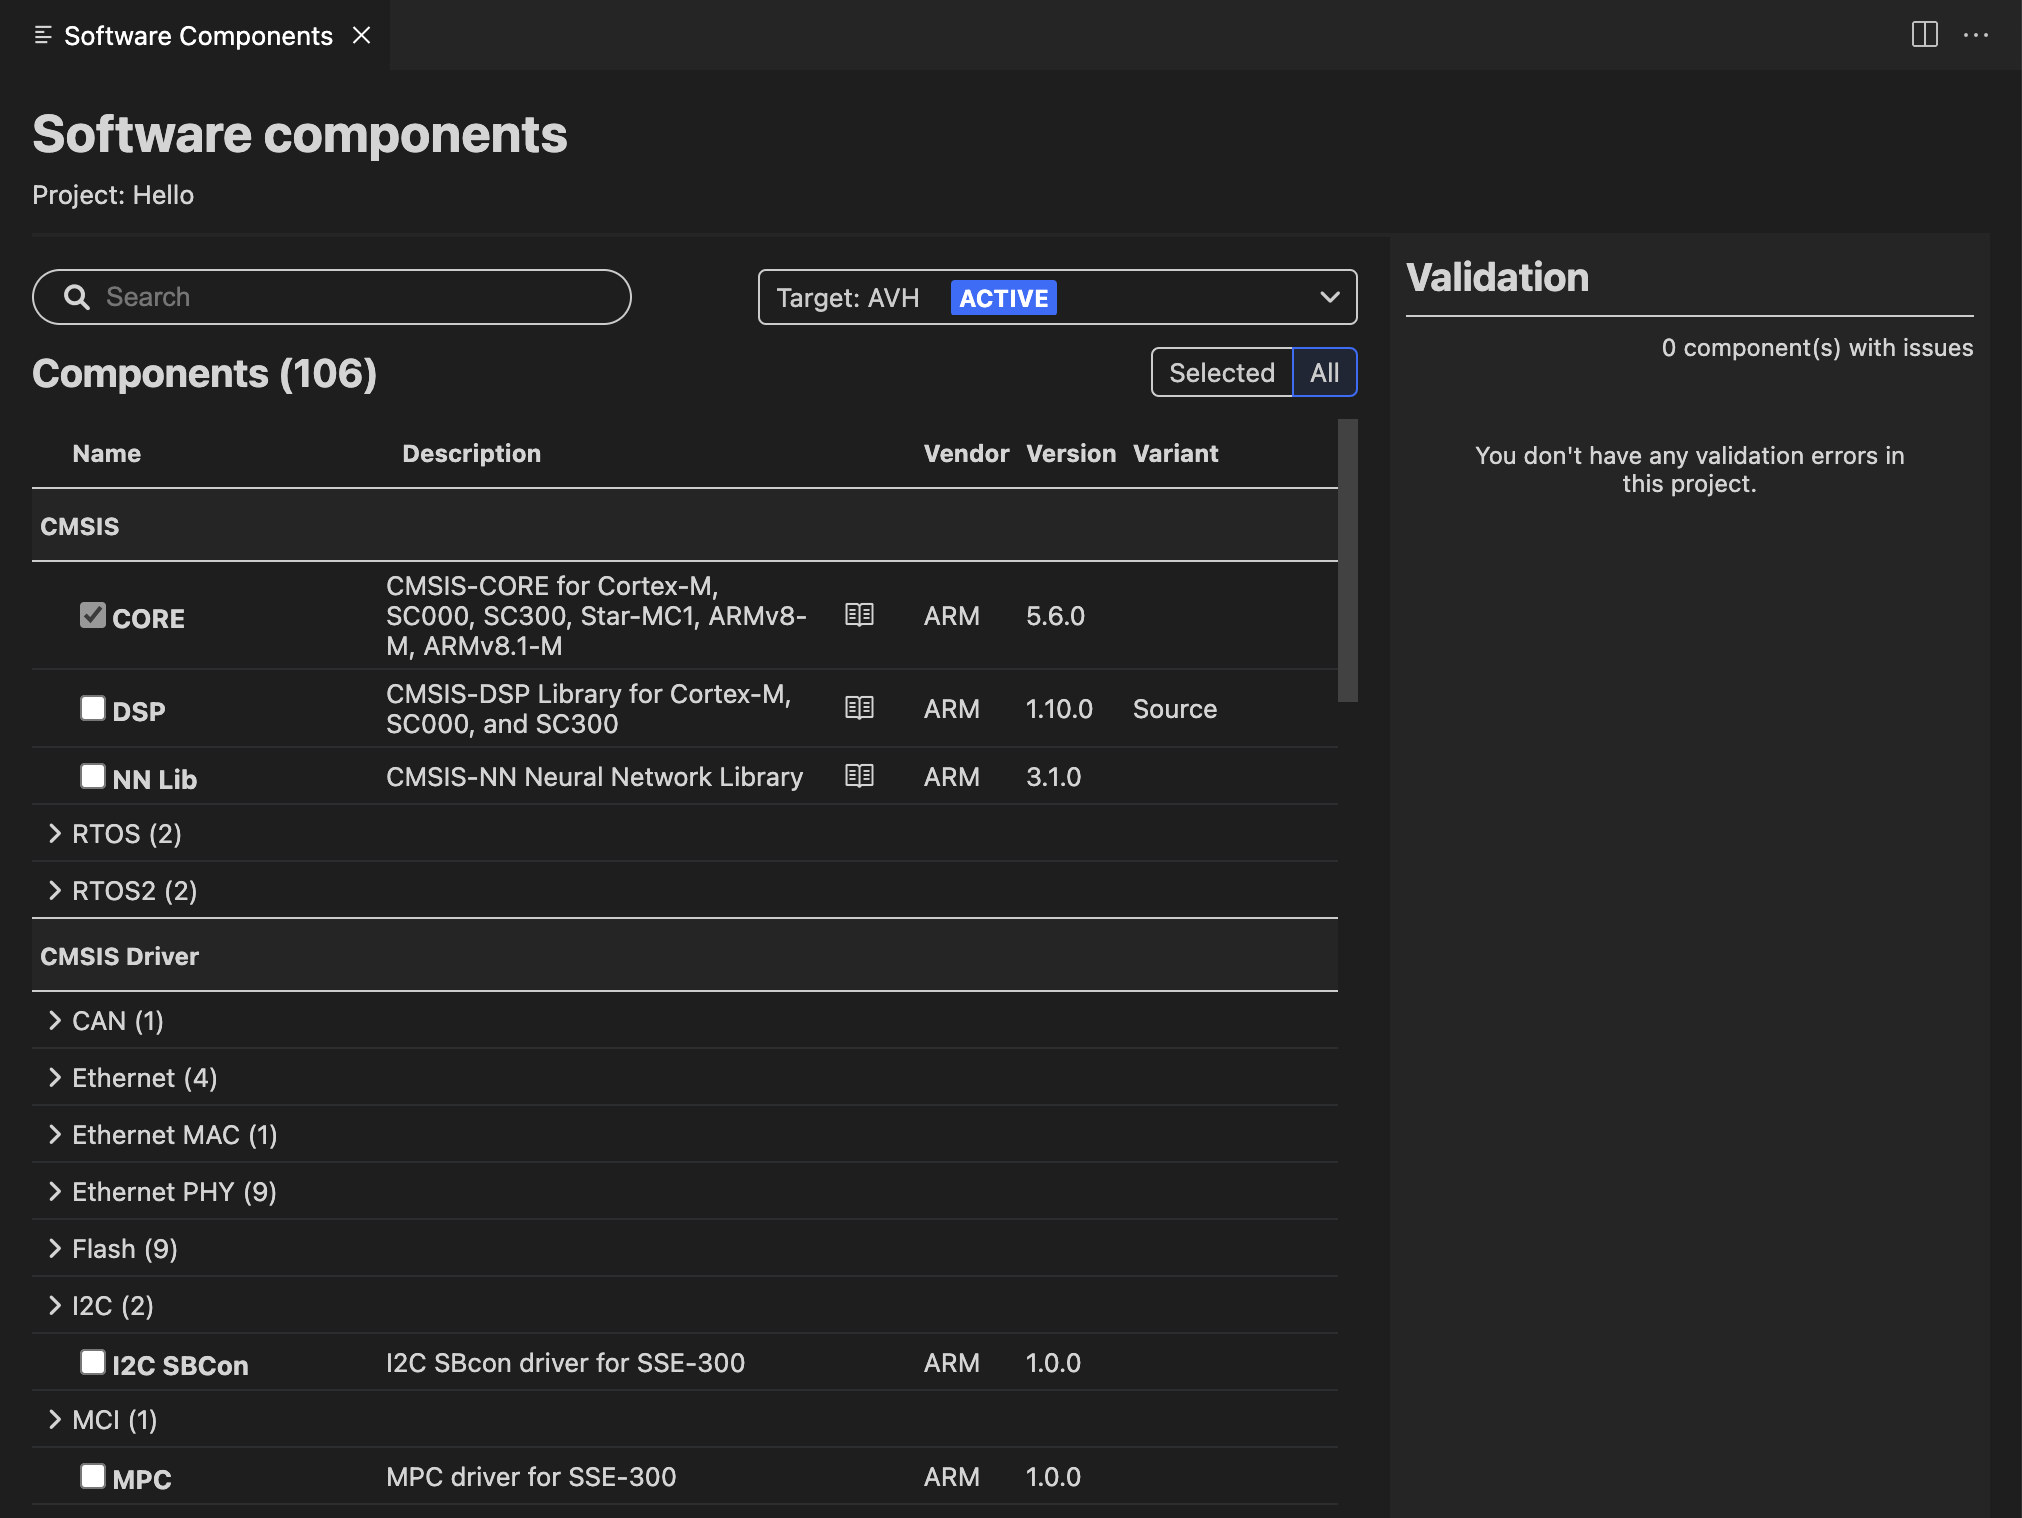 Software Components
Software components
Project: Hello
Search
Target: AVH ACTIVE
Components (106)
Selected All
Name Description Vendor Version Variant
CMSIS
CORE CMSIS-CORE for Cortex-M,
SC000, SC300, Star-MC1, ARMv8-
M, ARMv8.1-M ARM 5.6.0
DSP CMSIS-DSP Library for Cortex-M,
SC000, and SC300 ARM 1.10.0 Source
NN Lib CMSIS-NN Neural Network Library ARM 3.1.0
RTOS (2)
RTOS2 (2)
CMSIS Driver
CAN (1)
Ethernet (4)
Ethernet MAC (1)
Ethernet PHY (9)
Flash (9)
I2C (2)
I2C SBCon I2C SBcon driver for SSE-300 ARM 1.0.0
MCI (1)
MPC MPC driver for SSE-300 ARM 1.0.0
Validation
0 component(s) with issues
You don't have any validation errors in
this project.